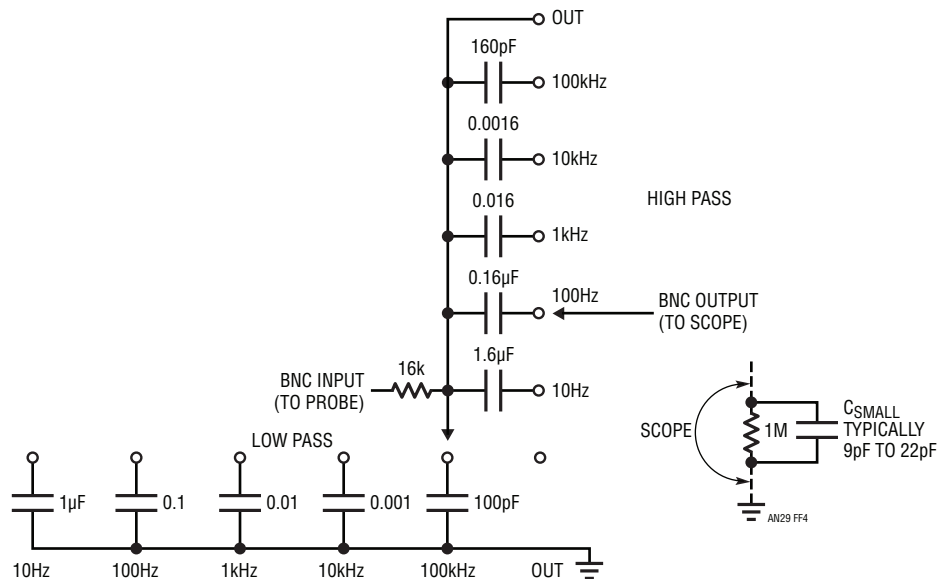 OUT
160pF
100kHz
0.0016
10kHz
HIGH PASS
0.016
1kHz
0.16µF
100Hz
BNC OUTPUT
(TO SCOPE)
1.6µF
16k
BNC INPUT
(TO PROBE)
10Hz
LOW PASS
SCOPE
1M
CSMALL
TYPICALLY
9pF TO 22pF
1µF
0.1
0.01
0.001
100pF
AN29 FF4
10Hz
100Hz
1kHz
10kHz
100kHz
OUT